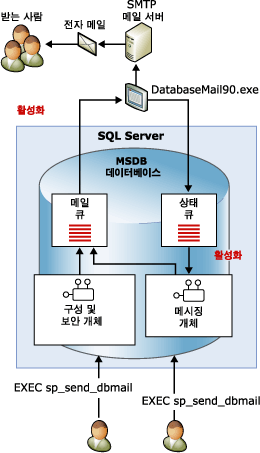 SMTP
메일 서버
받는 사람
전자 메일
DatabaseMail90.exe
활성화
SQL Server
MSDB
데이터베이스
메일
큐
상태
큐
활성화
구성 및
보안 개체
메시징
개체
EXEC sp_send_dbmail
EXEC sp_send_dbmail